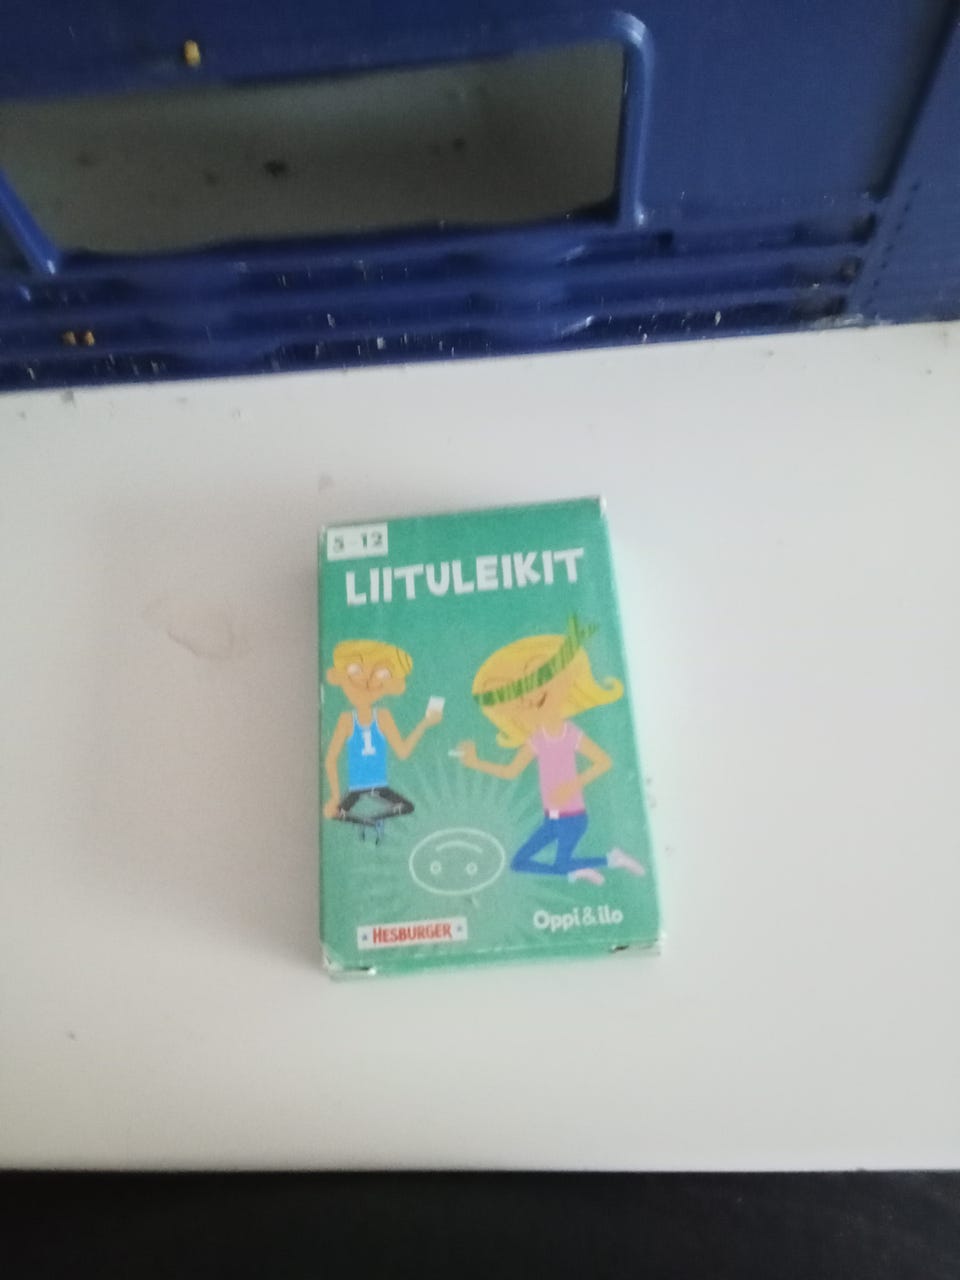 5-12
LIITULEIKIT
1
HESBURGER
Oppi&ilo